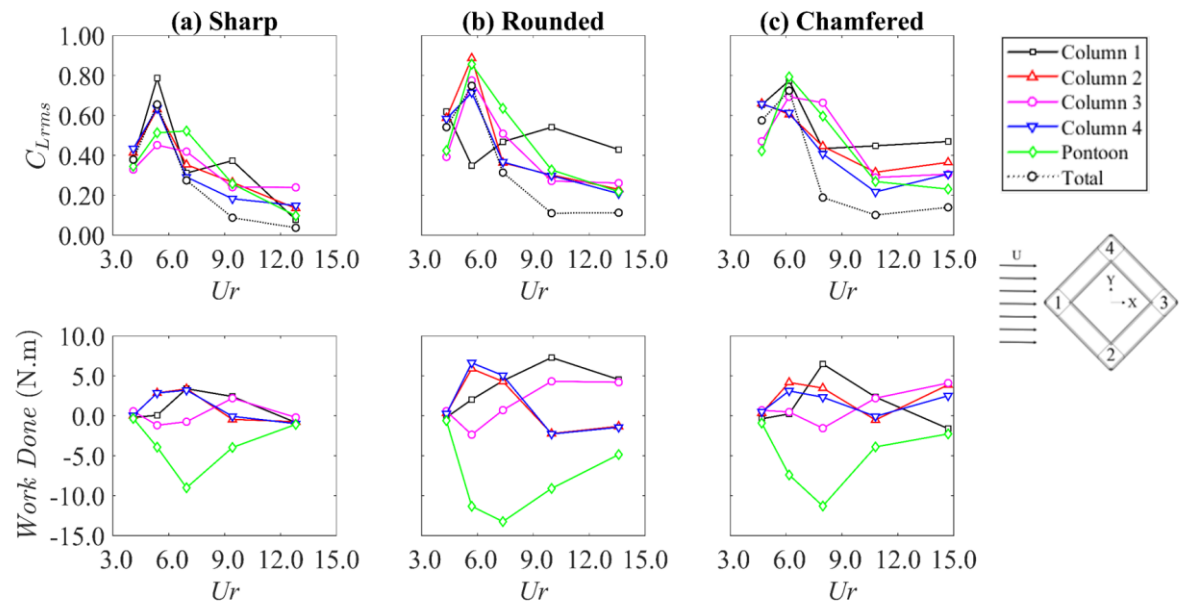 (a) Sharp
(b) Rounded
(c) Chamfered
C_Lrms
1.00
0.80
0.60
0.40
0.20
0.00
3.0 6.0 9.0 12.0 15.0
Ur
3.0 6.0 9.0 12.0 15.0
Ur
3.0 6.0 9.0 12.0 15.0
Ur
Column 1
Column 2
Column 3
Column 4
Pontoon
Total
U
4
Y
1
X
3
2
Work Done (N.m)
10.0
5.0
0.0
-5.0
-10.0
-15.0
3.0 6.0 9.0 12.0 15.0
Ur
3.0 6.0 9.0 12.0 15.0
Ur
3.0 6.0 9.0 12.0 15.0
Ur